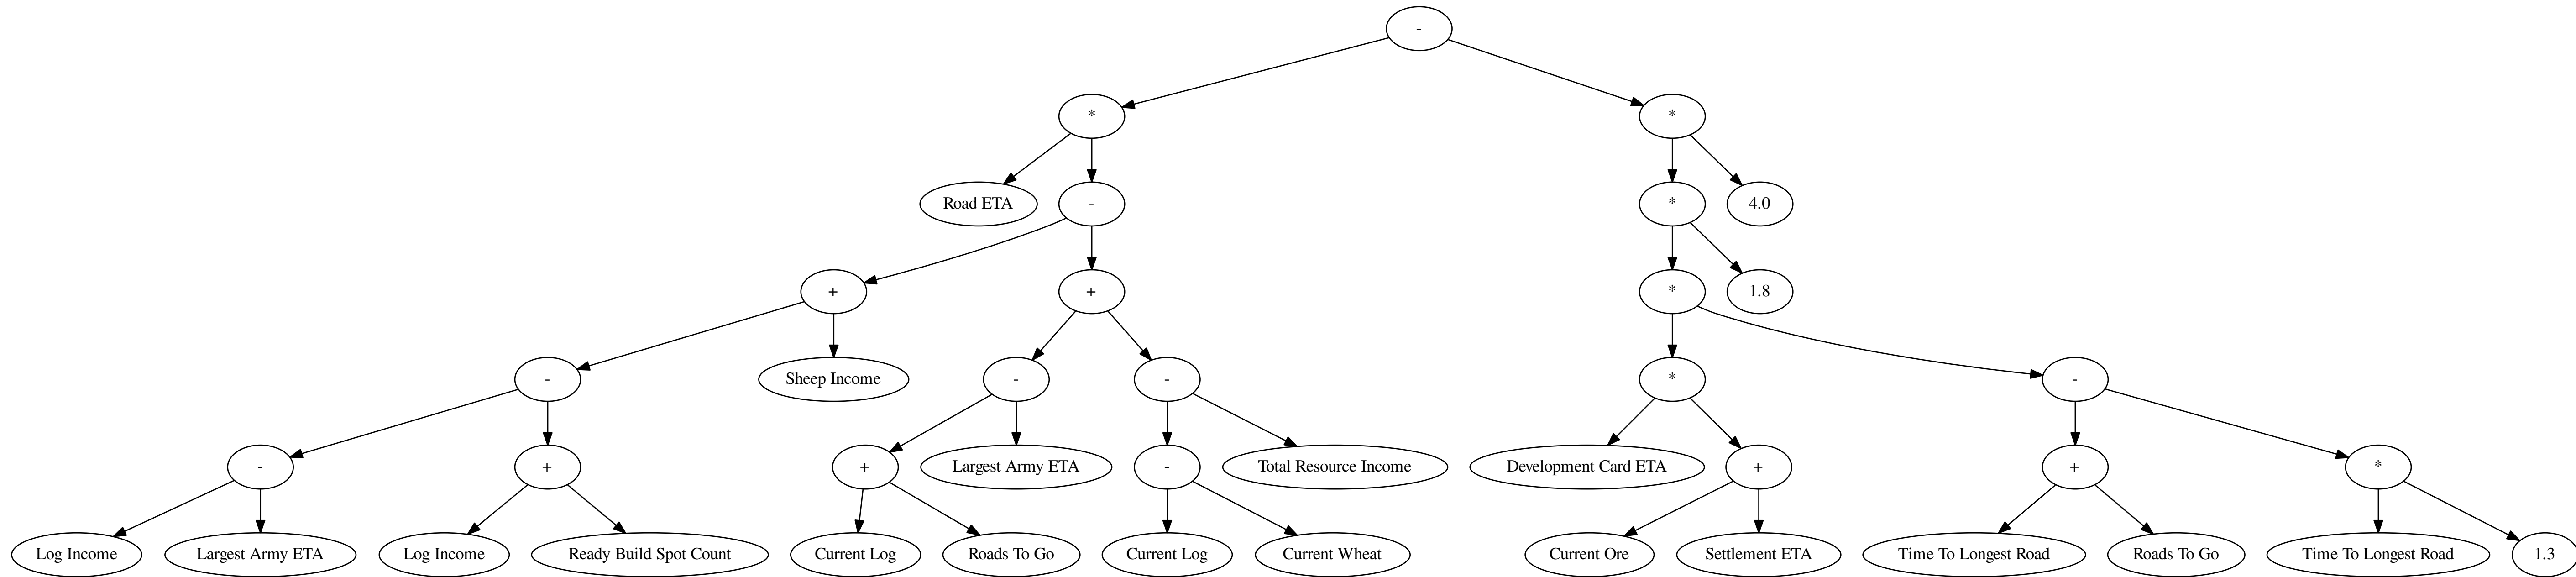 -
* *
Road ETA - * 4.0
+ + * 1.8
- Sheep Income - - * -
- + + Largest Army ETA - Total Resource Income Development Card ETA + + *
Log Income Largest Army ETA Log Income Ready Build Spot Count Current Log Roads To Go Current Log Current Wheat Current Ore Settlement ETA Time To Longest Road Roads To Go Time To Longest Road 1.3